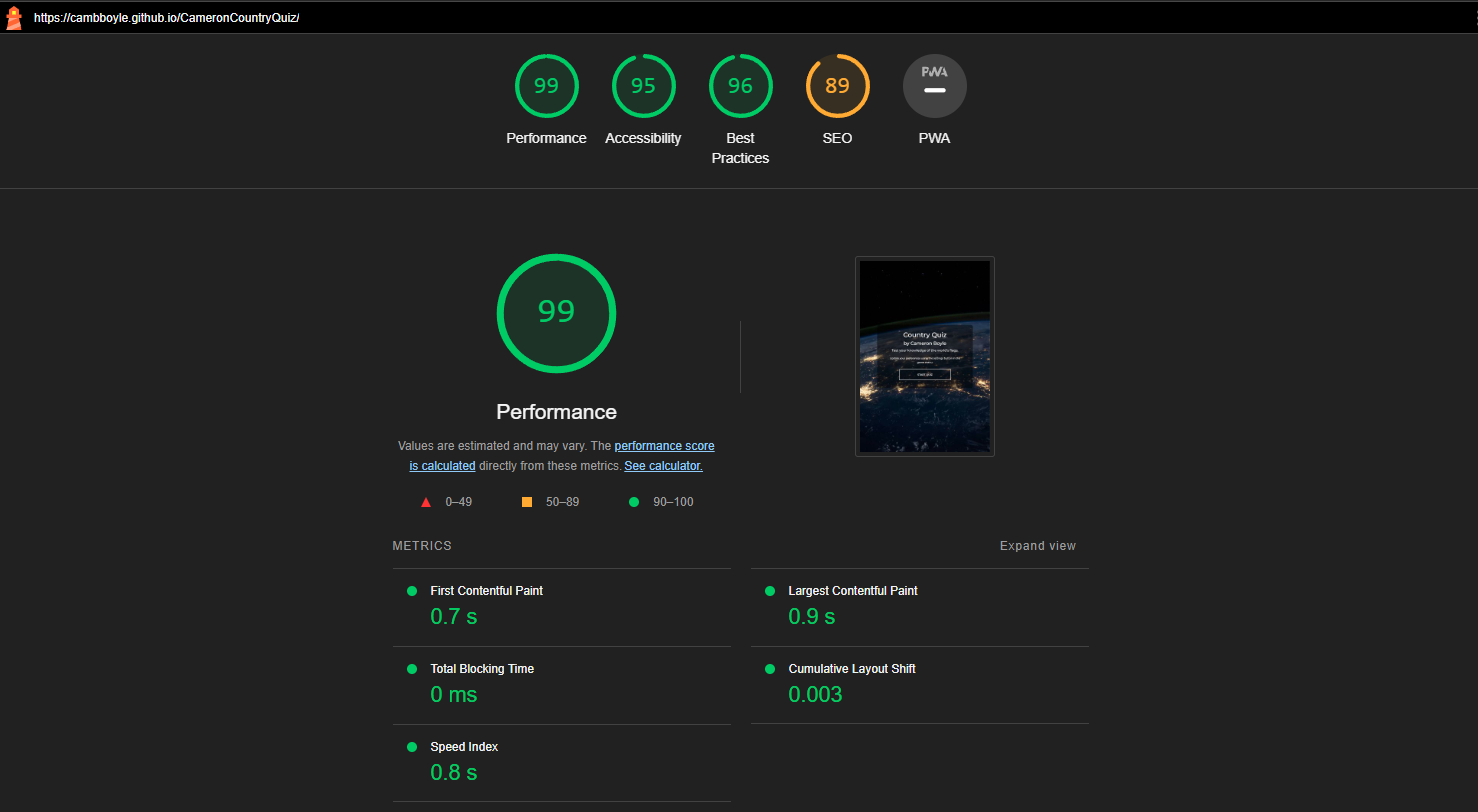 https://cambboyle.github.io/CameronCountryQuiz/
99
95
96
89
PWA
Performance
Accessibility
Best
Practices
SEO
PWA
99
Performance
Values are estimated and may vary. The performance score
is calculated directly from these metrics. See calculator.
0–49
50–89
90–100
Country Quiz
by Cameron Boyle
METRICS
Expand view
First Contentful Paint
0.7 s
Largest Contentful Paint
0.9 s
Total Blocking Time
0 ms
Cumulative Layout Shift
0.003
Speed Index
0.8 s